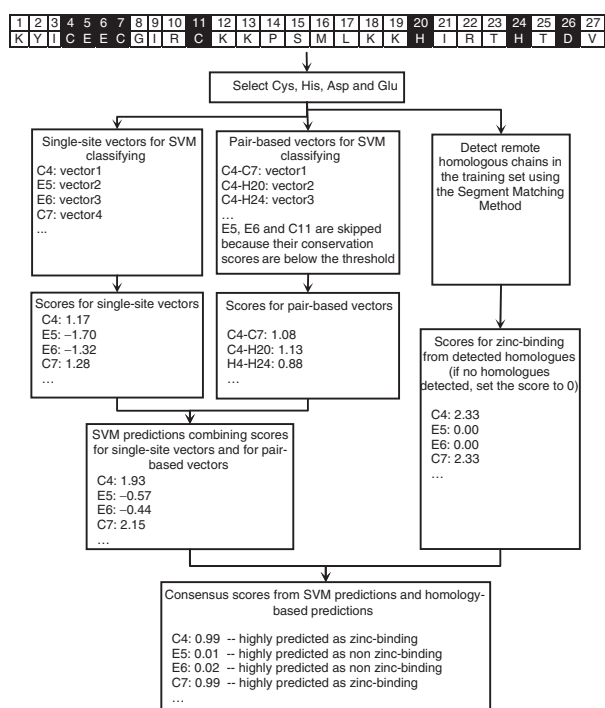 1 2 3 4 5 6 7 8 9 10 11 12 13 14 15 16 17 18 19 20 21 22 23 24 25 26 27
K Y I C E E C G I R C K K P S M L K K H I R T H T D V
Select Cys, His, Asp and Glu
Single-site vectors for SVM
classifying
C4: vector1
E5: vector2
E6: vector3
C7: vector4
...
Pair-based vectors for SVM
classifying
C4-C7: vector1
C4-H20: vector2
C4-H24: vector3
…
E5, E6 and C11 are skipped
because their conservation
scores are below the threshold
Detect remote
homologous chains in
the training set using
the Segment Matching
Method
Scores for single-site vectors
C4: 1.17
E5: −1.70
E6: −1.32
C7: 1.28
…
Scores for pair-based vectors
C4-C7: 1.08
C4-H20: 1.13
H4-H24: 0.88
…
Scores for zinc-binding
from detected homologues
(if no homologues
detected, set the score to 0)
C4: 2.33
E5: 0.00
E6: 0.00
C7: 2.33
…
SVM predictions combining scores
for single-site vectors and for pair-
based vectors
C4: 1.93
E5: −0.57
E6: −0.44
C7: 2.15
…
Consensus scores from SVM predictions and homology-
based predictions
C4: 0.99 -- highly predicted as zinc-binding
E5: 0.01 -- highly predicted as non zinc-binding
E6: 0.02 -- highly predicted as non zinc-binding
C7: 0.99 -- highly predicted as zinc-binding
…